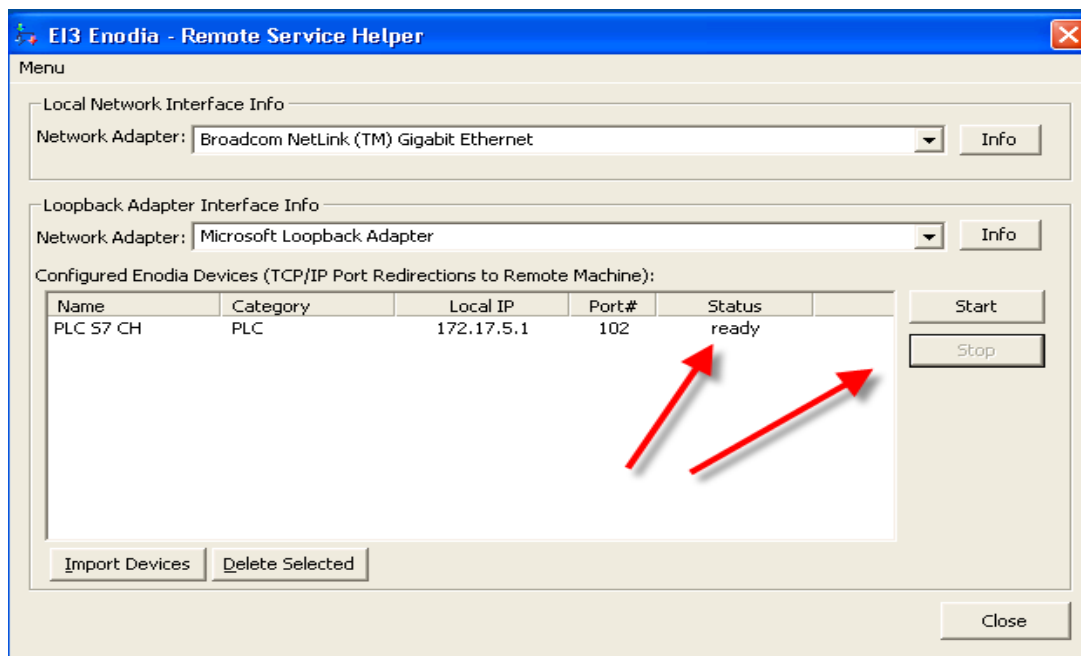 EI3 Enodia - Remote Service Helper
Menu
Local Network Interface Info
Network Adapter: Broadcom NetLink (TM) Gigabit Ethernet Info
Loopback Adapter Interface Info
Network Adapter: Microsoft Loopback Adapter Info
Configured Enodia Devices (TCP/IP Port Redirections to Remote Machine):
Name Category Local IP Port# Status Start
PLC S7 CH PLC 172.17.5.1 102 ready
Stop
Import Devices Delete Selected
Close